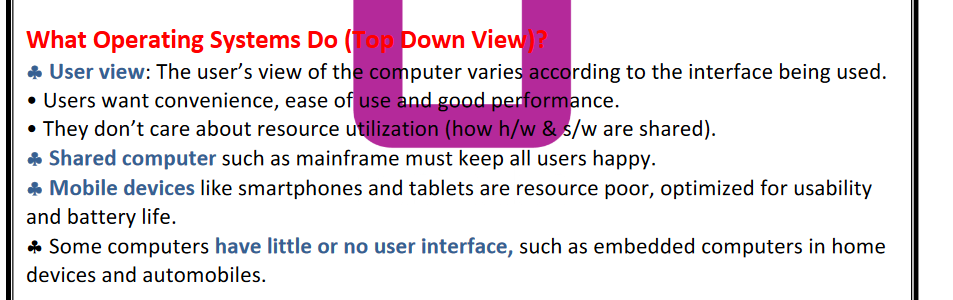 What Operating Systems Do (Top Down View)?
♣ User view: The user’s view of the computer varies according to the interface being used.
• Users want convenience, ease of use and good performance.
• They don’t care about resource utilization (how h/w & s/w are shared).
♣ Shared computer such as mainframe must keep all users happy.
♣ Mobile devices like smartphones and tablets are resource poor, optimized for usability
and battery life.
♣ Some computers have little or no user interface, such as embedded computers in home
devices and automobiles.